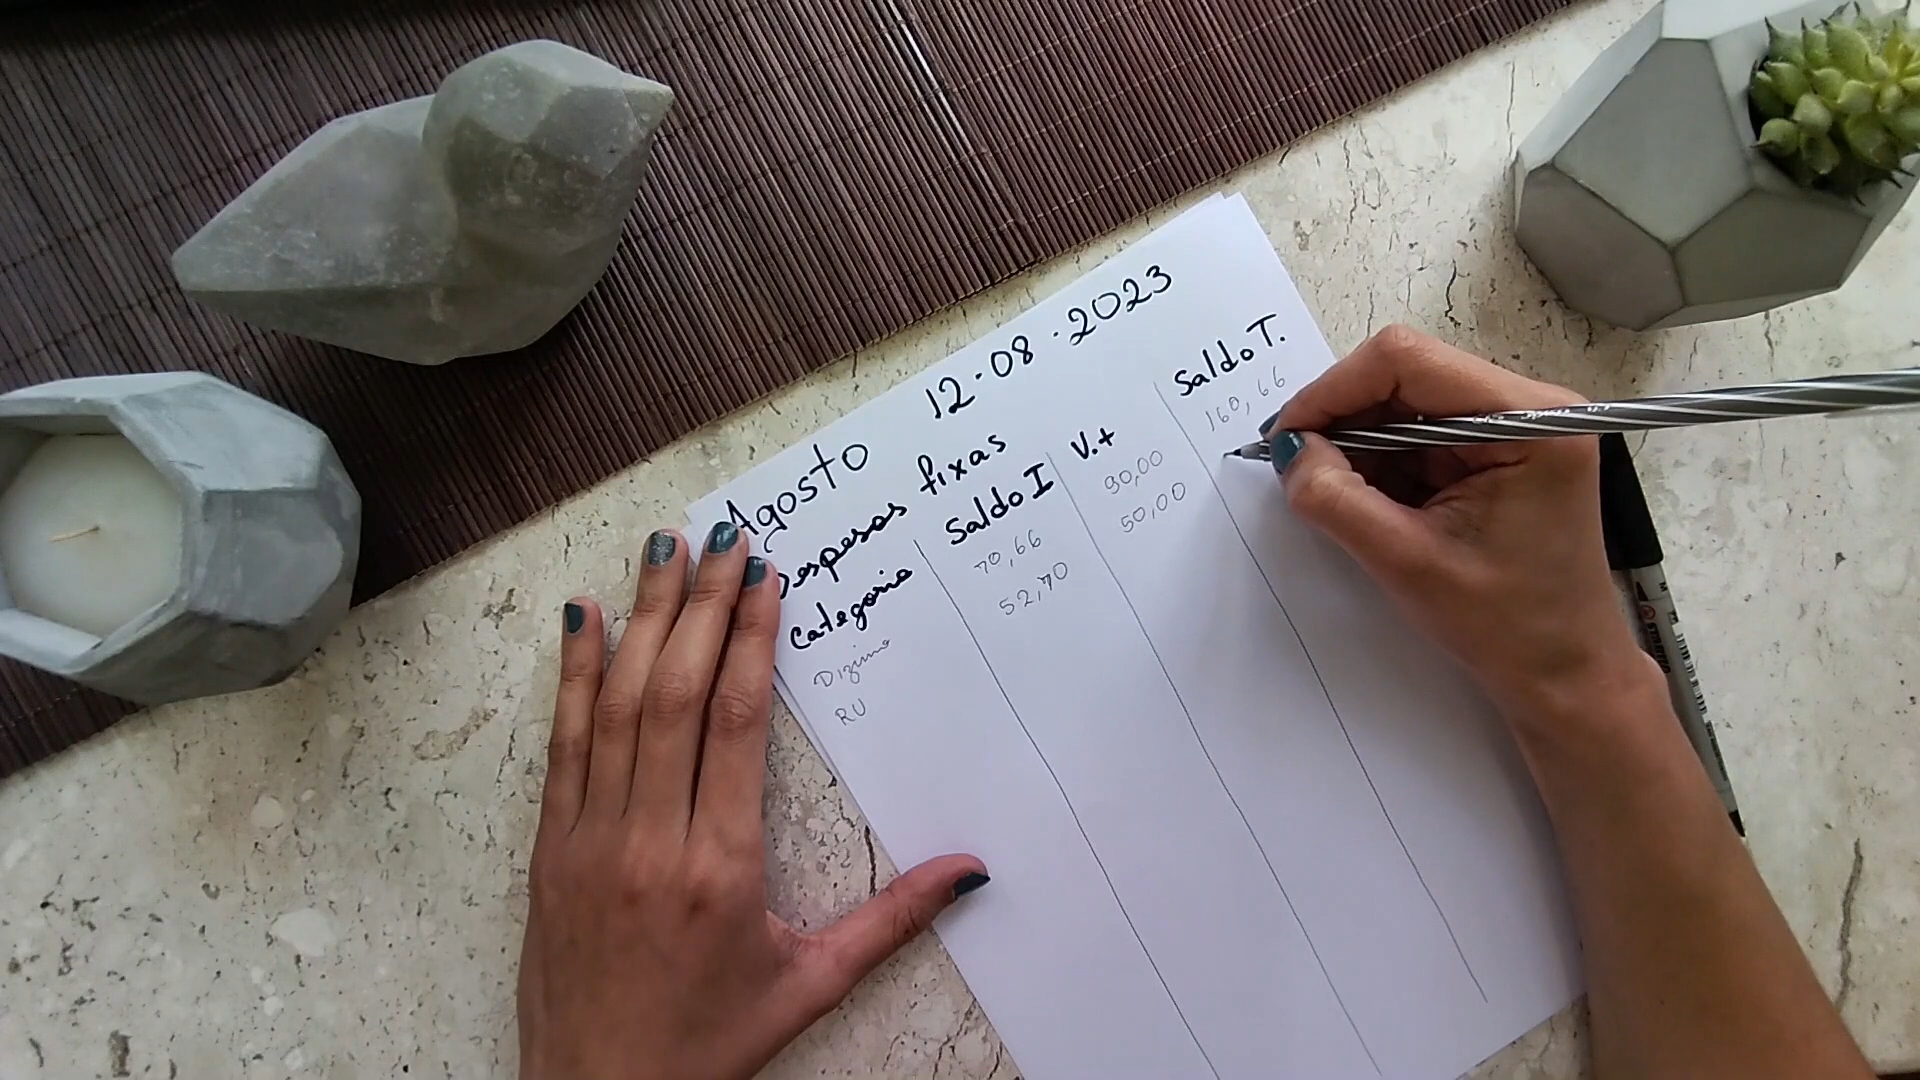 Agosto 12.08.2023
Despesas fixas
Categoria Saldo I V.+ Saldo T.
Dizimo 70,66 90,00 160,66
RU 52,70 50,00